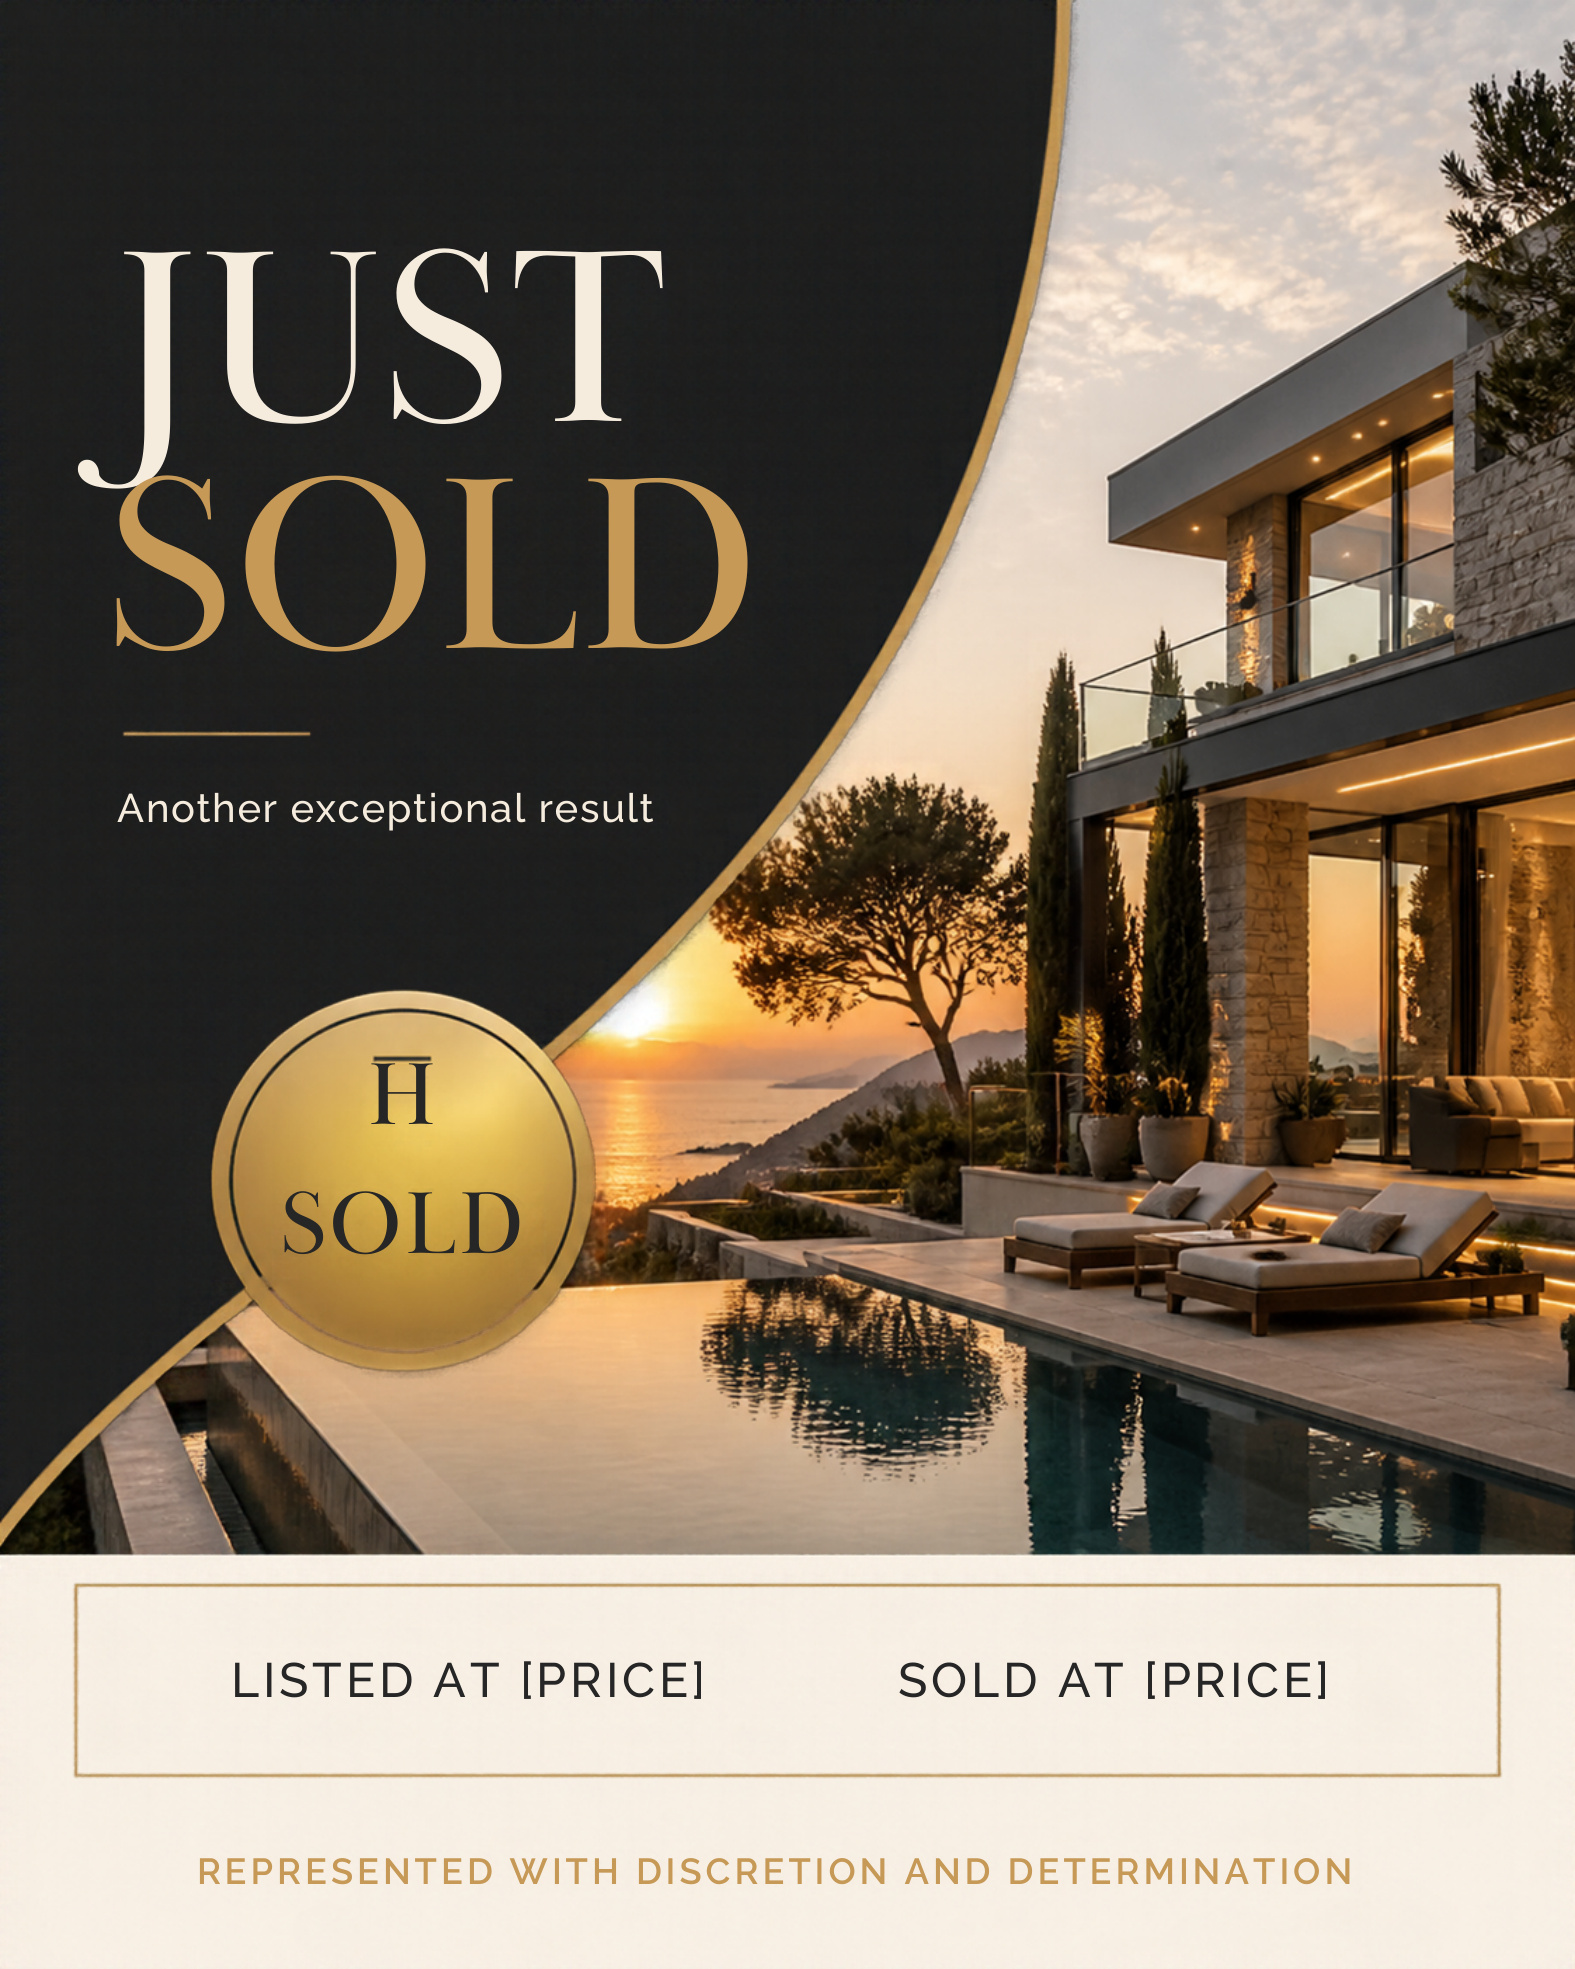 JUST
SOLD
Another exceptional result
H
SOLD
LISTED AT [PRICE] SOLD AT [PRICE]
REPRESENTED WITH DISCRETION AND DETERMINATION